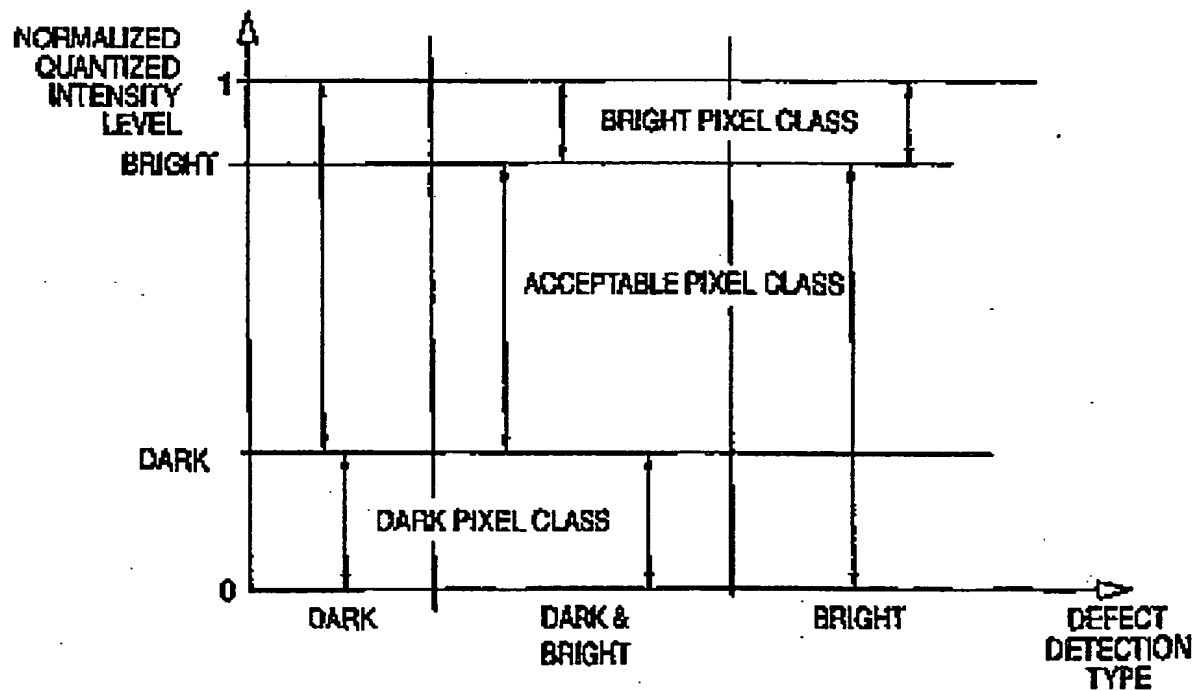 NORMALIZED
QUANTIZED
INTENSITY
LEVEL
1
BRIGHT PIXEL CLASS
BRIGHT
ACCEPTABLE PIXEL CLASS
DARK
DARK PIXEL CLASS
0
DARK
DARK &
BRIGHT
BRIGHT
DEFECT
DETECTION
TYPE